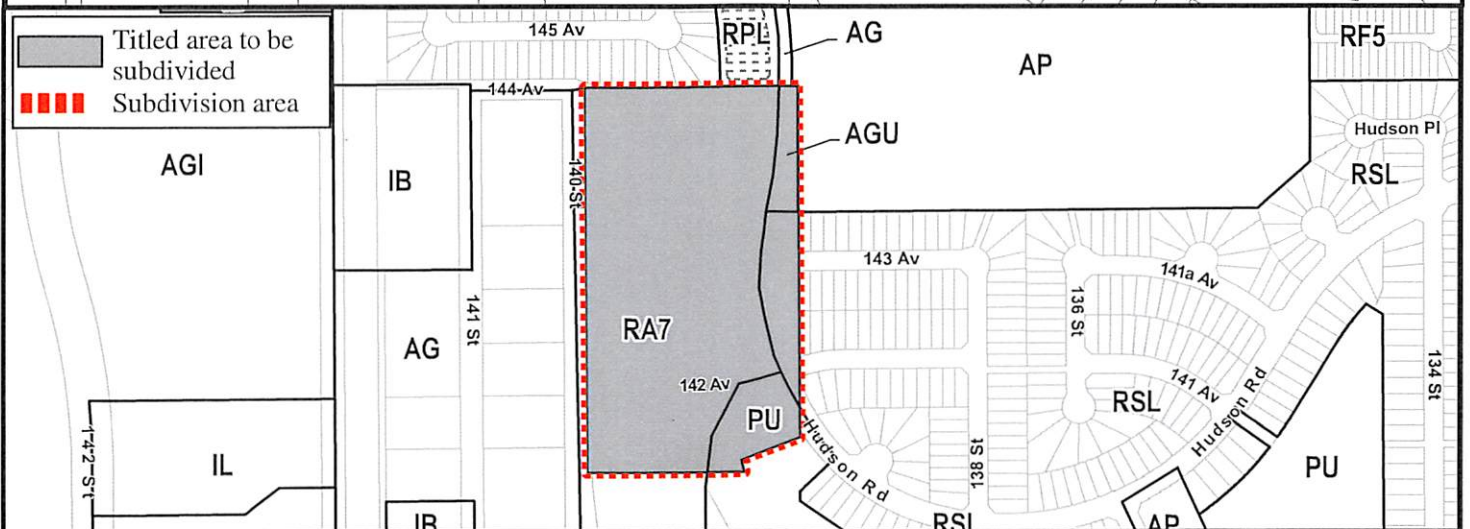 Titled area to be
subdivided
Subdivision area
145 Av
RPL
AG
AP
RF5
144 Av
AGU
Hudson Pl
AGI
IB
140 St
RSL
143 Av
141a Av
136 St
141 St
RA7
AG
142 Av
141 Av
134 St
RSL
PU
Hudson Rd
Hudson Rd
142 St
IL
138 St
PU
IB
RSL
AP